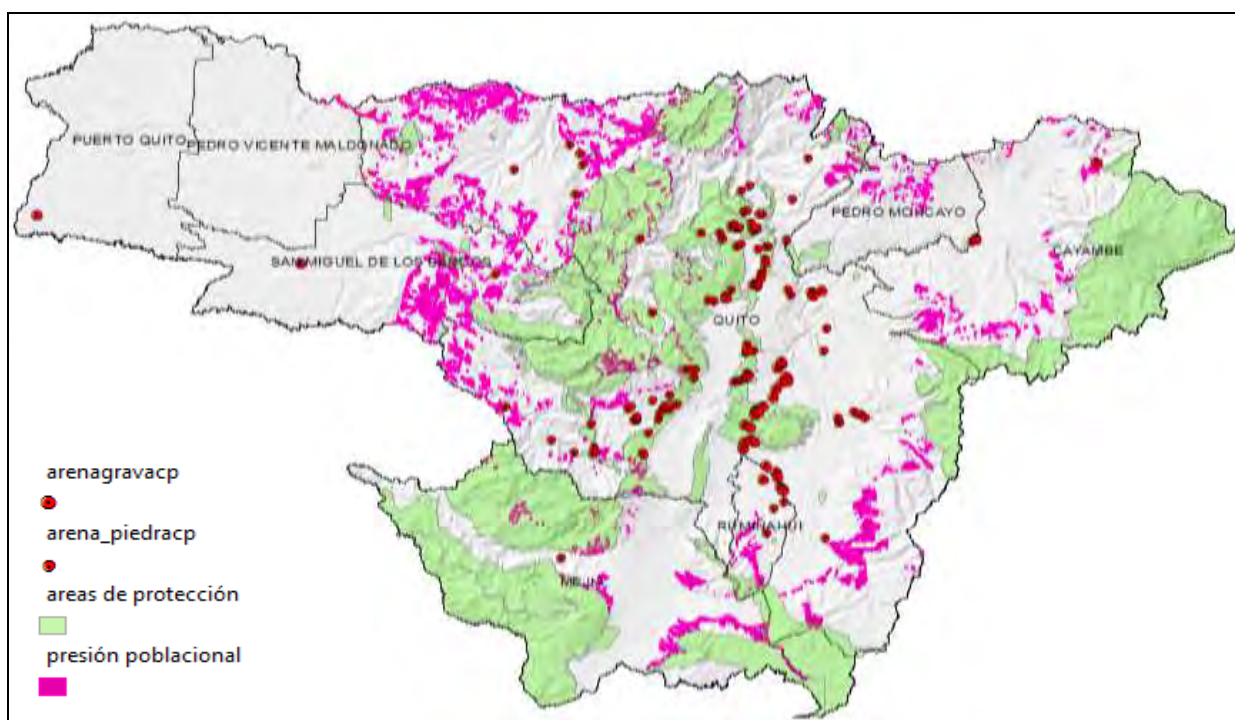 PUERTO QUITO
PEDRO VICENTE MALDONADO
PEDRO MONCAYO
CAYAMBE
SAN MIGUEL DE LOS BANCOS
QUITO
RUMIÑAHUI
MEJIA
arenagravacp
arena_piedracp
areas de protección
presión poblacional